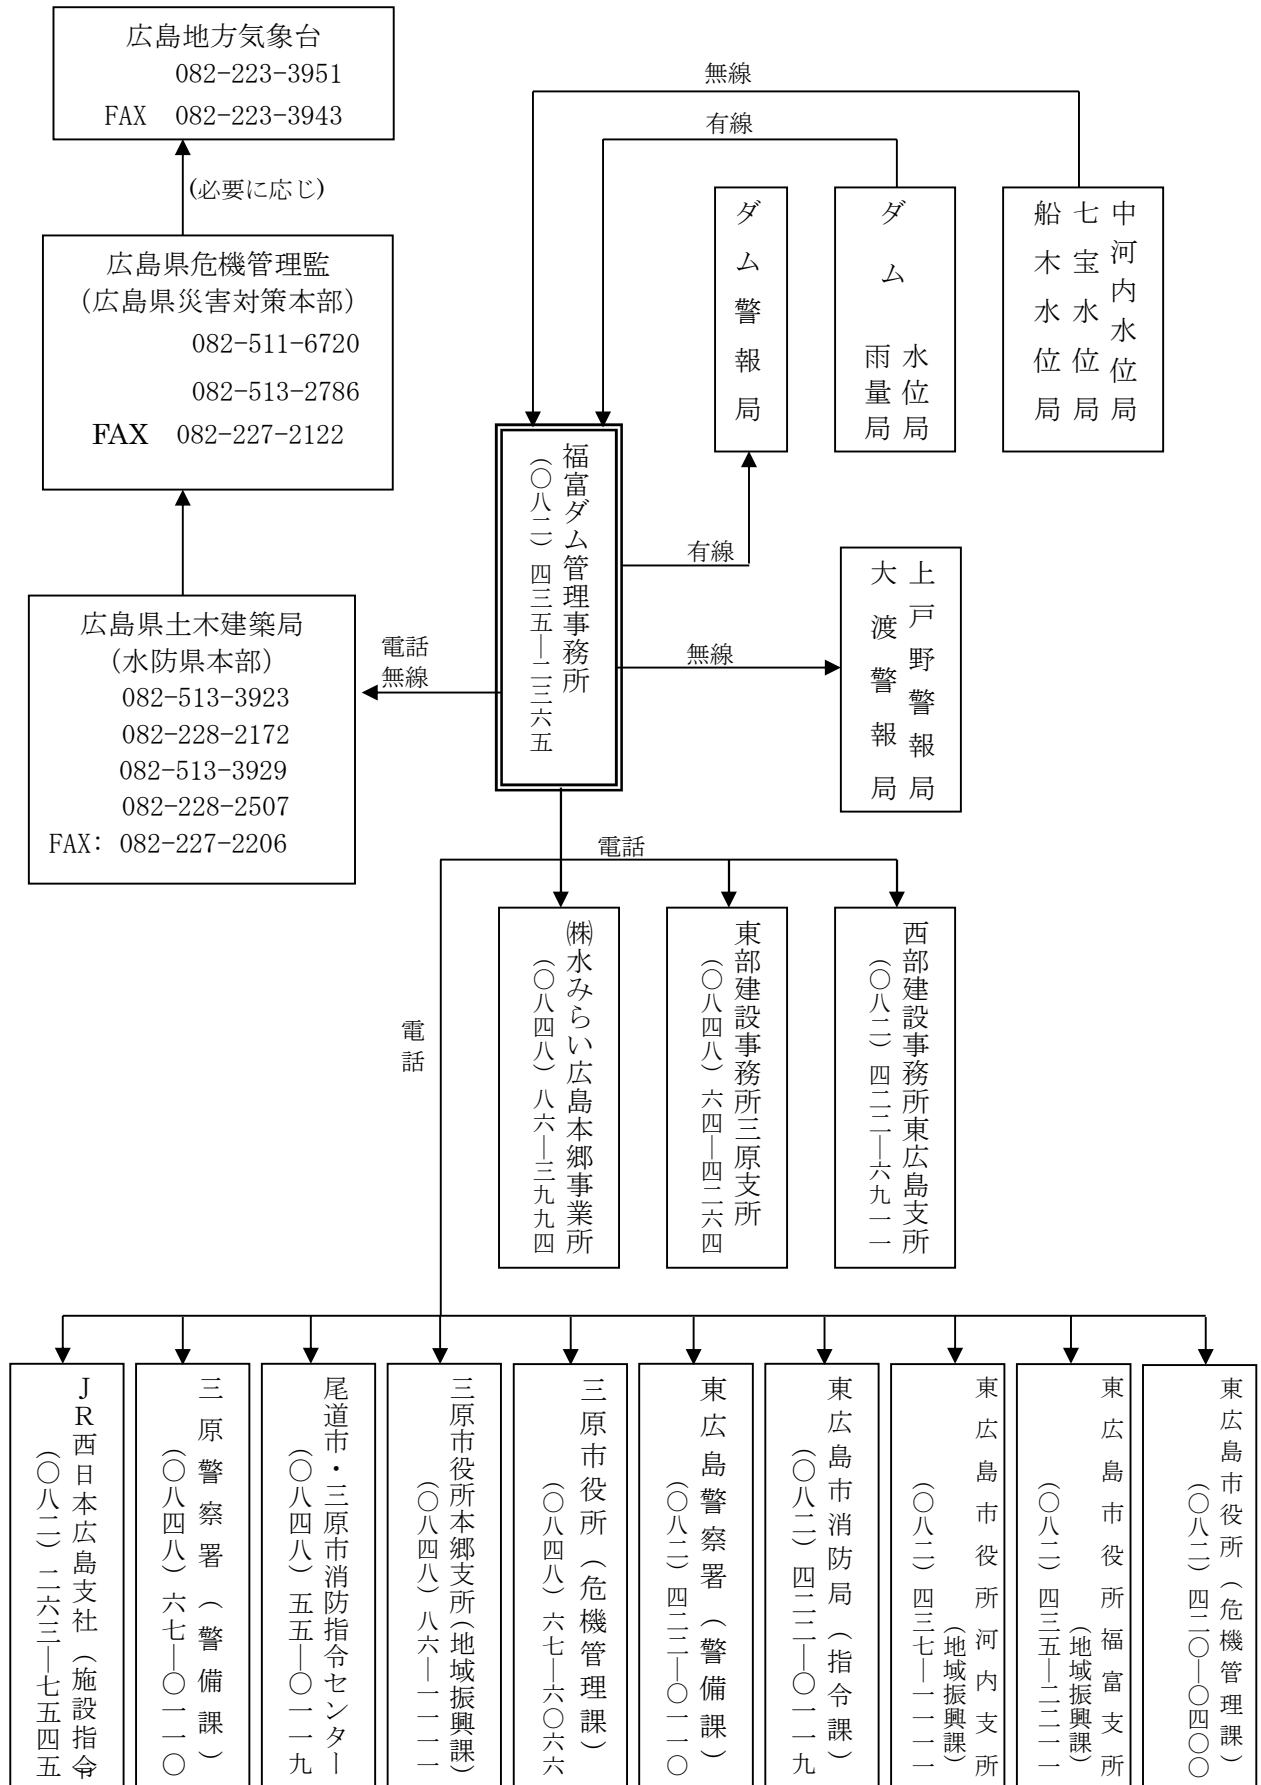 広島地方気象台
082-223-3951
FAX 082-223-3943
(必要に応じ)
広島県危機管理監
(広島県災害対策本部)
082-511-6720
082-513-2786
FAX 082-227-2122
広島県土木建築局
(水防県本部)
082-513-3923
082-228-2172
082-513-3929
082-228-2507
FAX: 082-227-2206
無線
有線
ダム警報局
ダム
水位局
雨量局
中河内水位局
七宝水位局
船木水位局
福富ダム管理事務所
(〇八二)四三五―二三六五
有線
無線
電話
無線
上戸野警報局
大渡警報局
電話
㈱水みらい広島本郷事業所
(〇八四八)八六―三九九四
東部建設事務所三原支所
(〇八四八)六四―四二六四
西部建設事務所東広島支所
(〇八二)四二二―六九一一
電話
JR西日本広島支社(施設指令)
(〇八二)二六三―七五四五
三原警察署(警備課)
(〇八四八)六七―〇一一〇
尾道市・三原市消防指令センター
(〇八四八)五五―〇一一九
三原市役所本郷支所(地域振興課)
(〇八四八)八六―一一一一
三原市役所(危機管理課)
(〇八四八)六七―六〇六六
東広島警察署(警備課)
(〇八二)四二二―〇一一〇
東広島市消防局(指令課)
(〇八二)四二二―〇一一九
東広島市役所河内支所
(地域振興課)
(〇八二)四三七―一一一一
東広島市役所福富支所
(地域振興課)
(〇八二)四三五―二二一一
東広島市役所(危機管理課)
(〇八二)四二〇―〇四〇〇